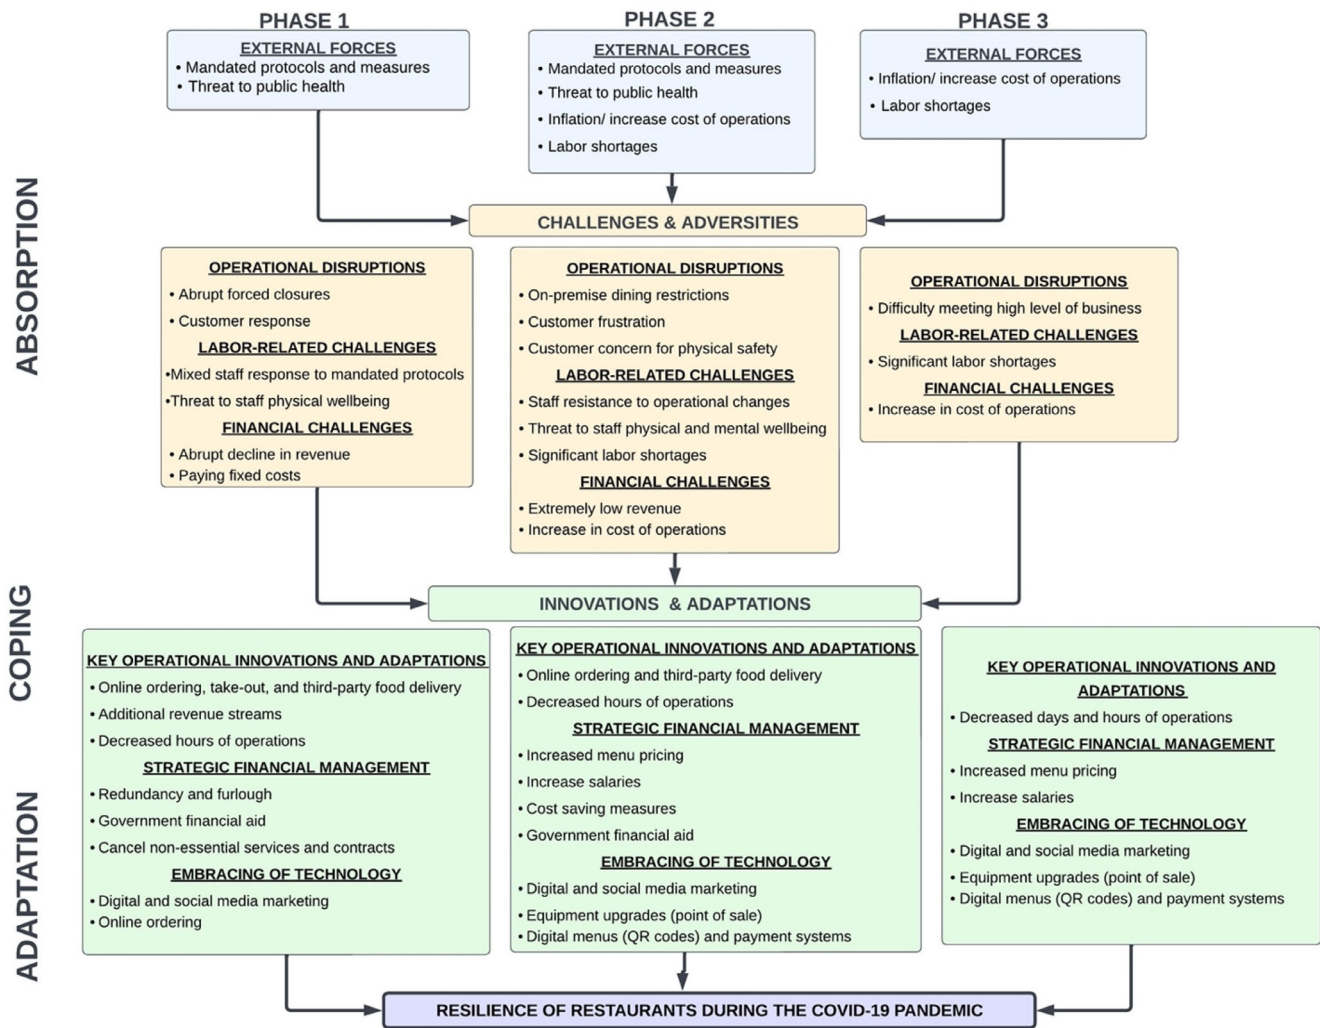 PHASE 1
EXTERNAL FORCES
• Mandated protocols and measures
• Threat to public health
PHASE 2
EXTERNAL FORCES
• Mandated protocols and measures
• Threat to public health
• Inflation/ increase cost of operations
• Labor shortages
PHASE 3
EXTERNAL FORCES
• Inflation/ increase cost of operations
• Labor shortages
ABSORPTION
CHALLENGES & ADVERSITIES
OPERATIONAL DISRUPTIONS
• Abrupt forced closures
• Customer response
LABOR-RELATED CHALLENGES
•Mixed staff response to mandated protocols
•Threat to staff physical wellbeing
FINANCIAL CHALLENGES
• Abrupt decline in revenue
• Paying fixed costs
OPERATIONAL DISRUPTIONS
• On-premise dining restrictions
• Customer frustration
• Customer concern for physical safety
LABOR-RELATED CHALLENGES
• Staff resistance to operational changes
• Threat to staff physical and mental wellbeing
• Significant labor shortages
FINANCIAL CHALLENGES
• Extremely low revenue
• Increase in cost of operations
OPERATIONAL DISRUPTIONS
• Difficulty meeting high level of business
LABOR-RELATED CHALLENGES
• Significant labor shortages
FINANCIAL CHALLENGES
• Increase in cost of operations
COPING
INNOVATIONS & ADAPTATIONS
ADAPTATION
KEY OPERATIONAL INNOVATIONS AND ADAPTATIONS
• Online ordering, take-out, and third-party food delivery
• Additional revenue streams
• Decreased hours of operations
STRATEGIC FINANCIAL MANAGEMENT
• Redundancy and furlough
• Government financial aid
• Cancel non-essential services and contracts
EMBRACING OF TECHNOLOGY
• Digital and social media marketing
• Online ordering
KEY OPERATIONAL INNOVATIONS AND ADAPTATIONS
• Online ordering and third-party food delivery
• Decreased hours of operations
STRATEGIC FINANCIAL MANAGEMENT
• Increased menu pricing
• Increase salaries
• Cost saving measures
• Government financial aid
EMBRACING OF TECHNOLOGY
• Digital and social media marketing
• Equipment upgrades (point of sale)
• Digital menus (QR codes) and payment systems
KEY OPERATIONAL INNOVATIONS AND
ADAPTATIONS
• Decreased days and hours of operations
STRATEGIC FINANCIAL MANAGEMENT
• Increased menu pricing
• Increase salaries
EMBRACING OF TECHNOLOGY
• Digital and social media marketing
• Equipment upgrades (point of sale)
• Digital menus (QR codes) and payment systems
RESILIENCE OF RESTAURANTS DURING THE COVID-19 PANDEMIC